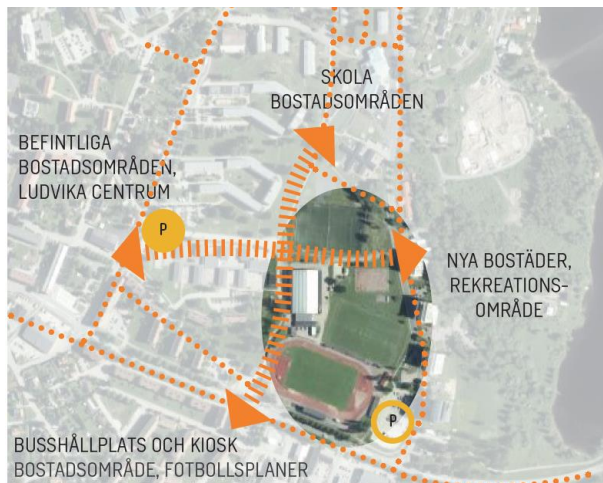 SKOLA
BOSTADSOMRÅDEN
BEFINTLIGA
BOSTADSOMRÅDEN,
LUDVIKA CENTRUM
P
NYA BOSTÄDER,
REKREATIONS-
OMRÅDE
P
BUSSHÅLLPLATS OCH KIOSK
BOSTADSOMRÅDE, FOTBOLLSPLANER